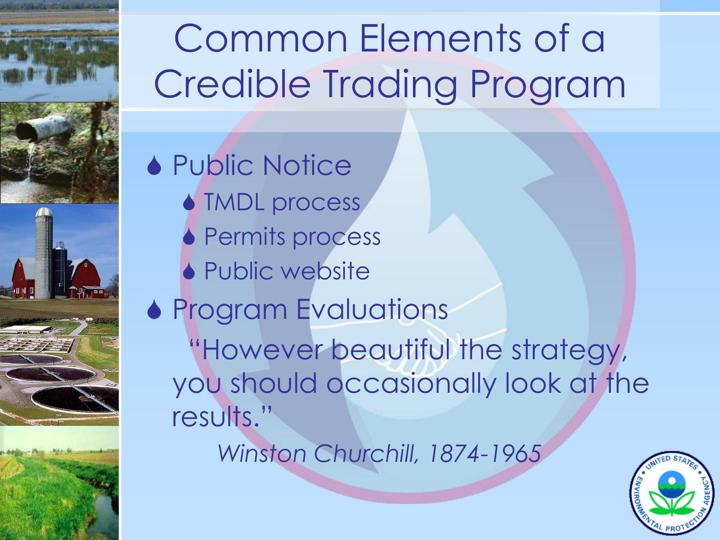 Common Elements of a
Credible Trading Program
Public Notice
TMDL process
Permits process
Public website
Program Evaluations
“However beautiful the strategy,
you should occasionally look at the
results.”
Winston Churchill, 1874-1965
UNITED STATES
ENVIRONMENTAL PROTECTION AGENCY